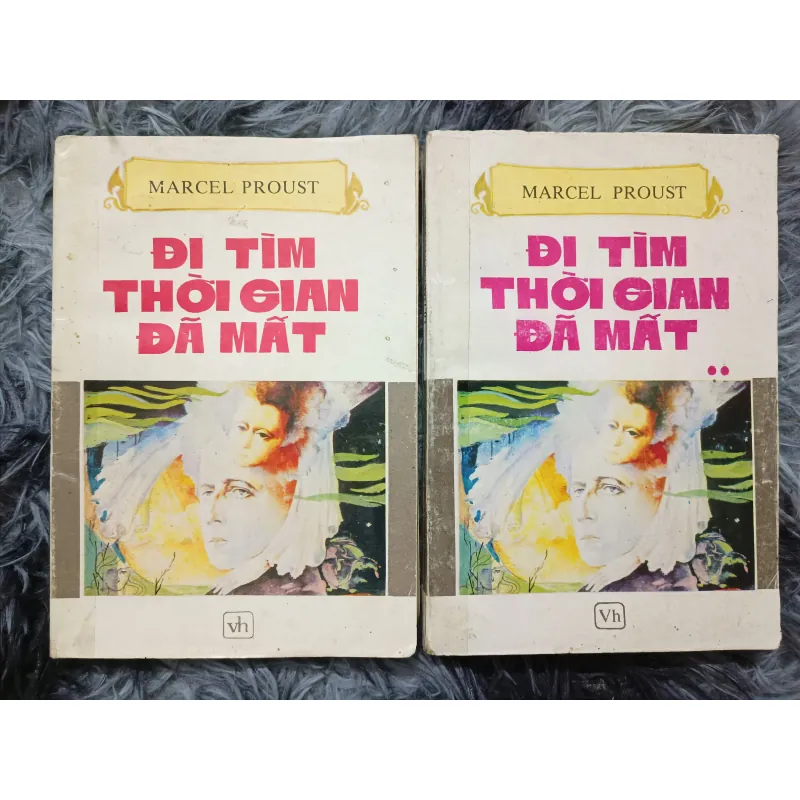 MARCEL PROUST
ĐI TÌM
THỜI GIAN
ĐÃ MẤT
vh
MARCEL PROUST
ĐI TÌM
THỜI GIAN
ĐÃ MẤT
Vh